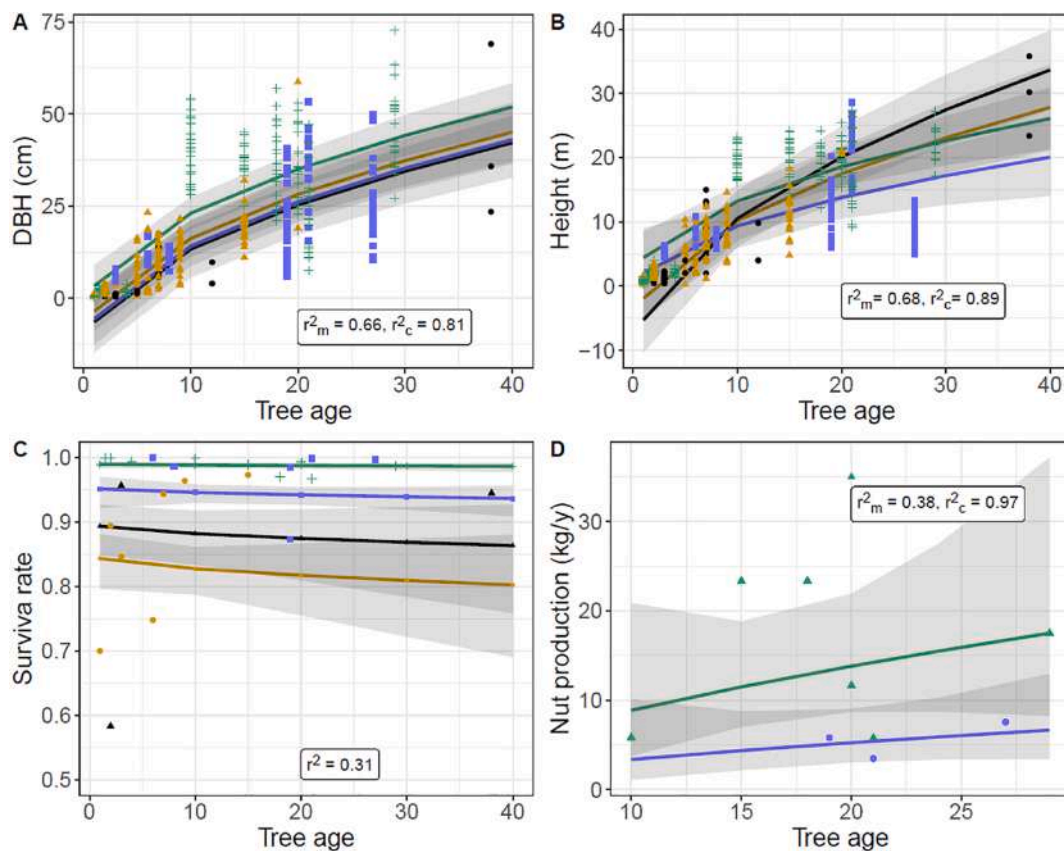 A
B
DBH (cm)
75
50
25
0
r²m = 0.66, r²c = 0.81
0 10 20 30 40
Tree age
Height (m)
40
30
20
10
0
−10
r²m = 0.68, r²c = 0.89
0 10 20 30 40
Tree age
C
D
Surviva rate
1.0
0.9
0.8
0.7
0.6
0.5
r² = 0.31
0 10 20 30 40
Tree age
Nut production (kg/y)
30
20
10
0
r²m = 0.38, r²c = 0.97
10 15 20 25
Tree age